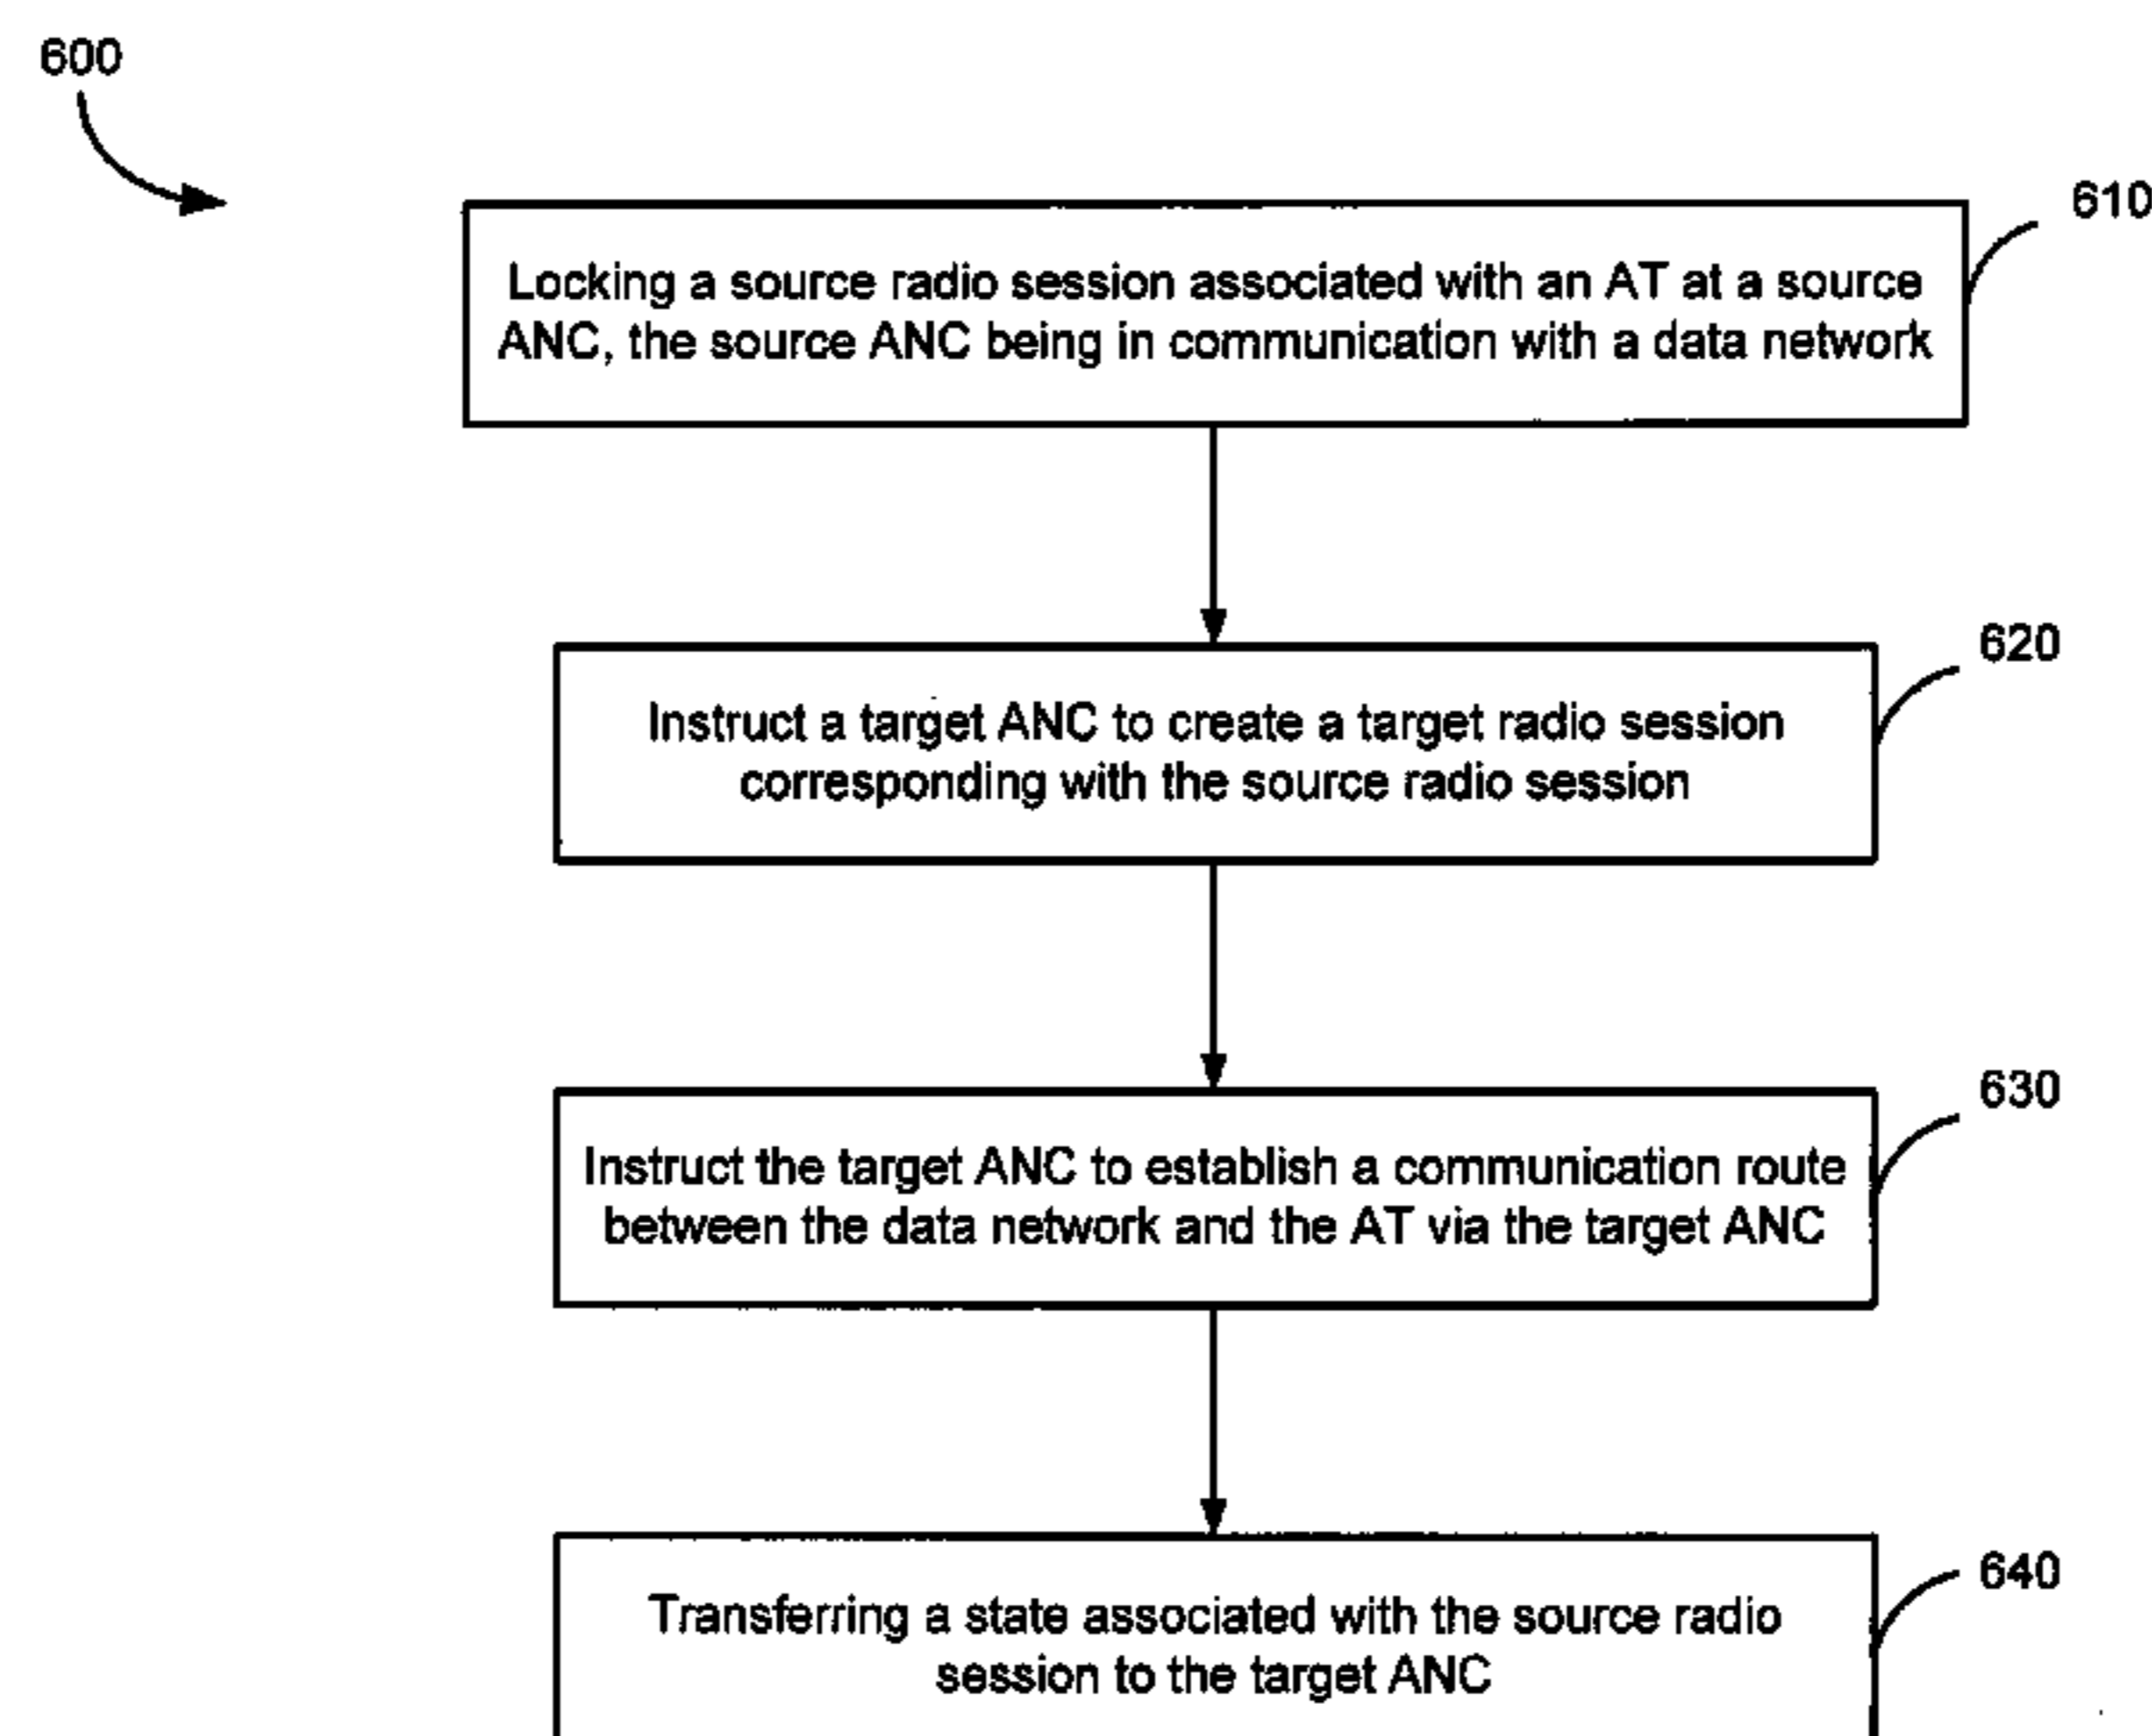 600
610
Locking a source radio session associated with an AT at a source
ANC, the source ANC being in communication with a data network
620
Instruct a target ANC to create a target radio session
corresponding with the source radio session
630
Instruct the target ANC to establish a communication route
between the data network and the AT via the target ANC
640
Transferring a state associated with the source radio
session to the target ANC